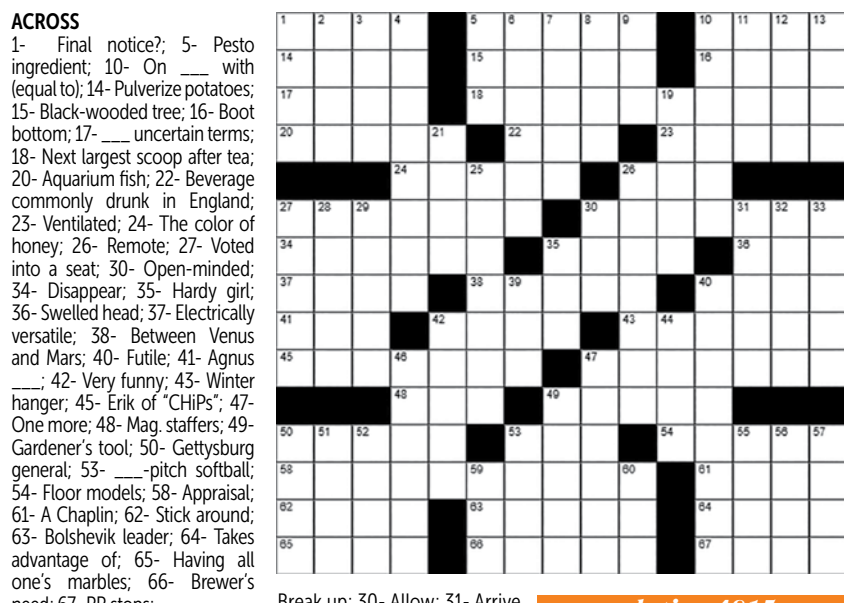 ACROSS
1- Final notice?; 5- Pesto
ingredient; 10- On ___ with
(equal to); 14- Pulverize potatoes;
15- Black-wooded tree; 16- Boot
bottom; 17- ___ uncertain terms;
18- Next largest scoop after tea;
20- Aquarium fish; 22- Beverage
commonly drunk in England;
23- Ventilated; 24- The color of
honey; 26- Remote; 27- Voted
into a seat; 30- Open-minded;
34- Disappear; 35- Hardy girl;
36- Swelled head; 37- Electrically
versatile; 38- Between Venus
and Mars; 40- Futile; 41- Agnus
___; 42- Very funny; 43- Winter
hanger; 45- Erik of “CHiPs”; 47-
One more; 48- Mag. staffers; 49-
Gardener's tool; 50- Gettysburg
general; 53- ___-pitch softball;
54- Floor models; 58- Appraisal;
61- A Chaplin; 62- Stick around;
63- Bolshevik leader; 64- Takes
advantage of; 65- Having all
one's marbles; 66- Brewer's
need; 67- RR stops;
1 2 3 4 5 6 7 8 9 10 11 12 13
14 15 16
17 18 19
20 21 22 23
24 25 26
27 28 29 30 31 32 33
34 35 36
37 38 39 40
41 42 43 44
45 46 47
48 49
50 51 52 53 54 55 56 57
58 59 60 61
62 63 64
65 66 67
Break up; 30- Allow; 31- Arrive